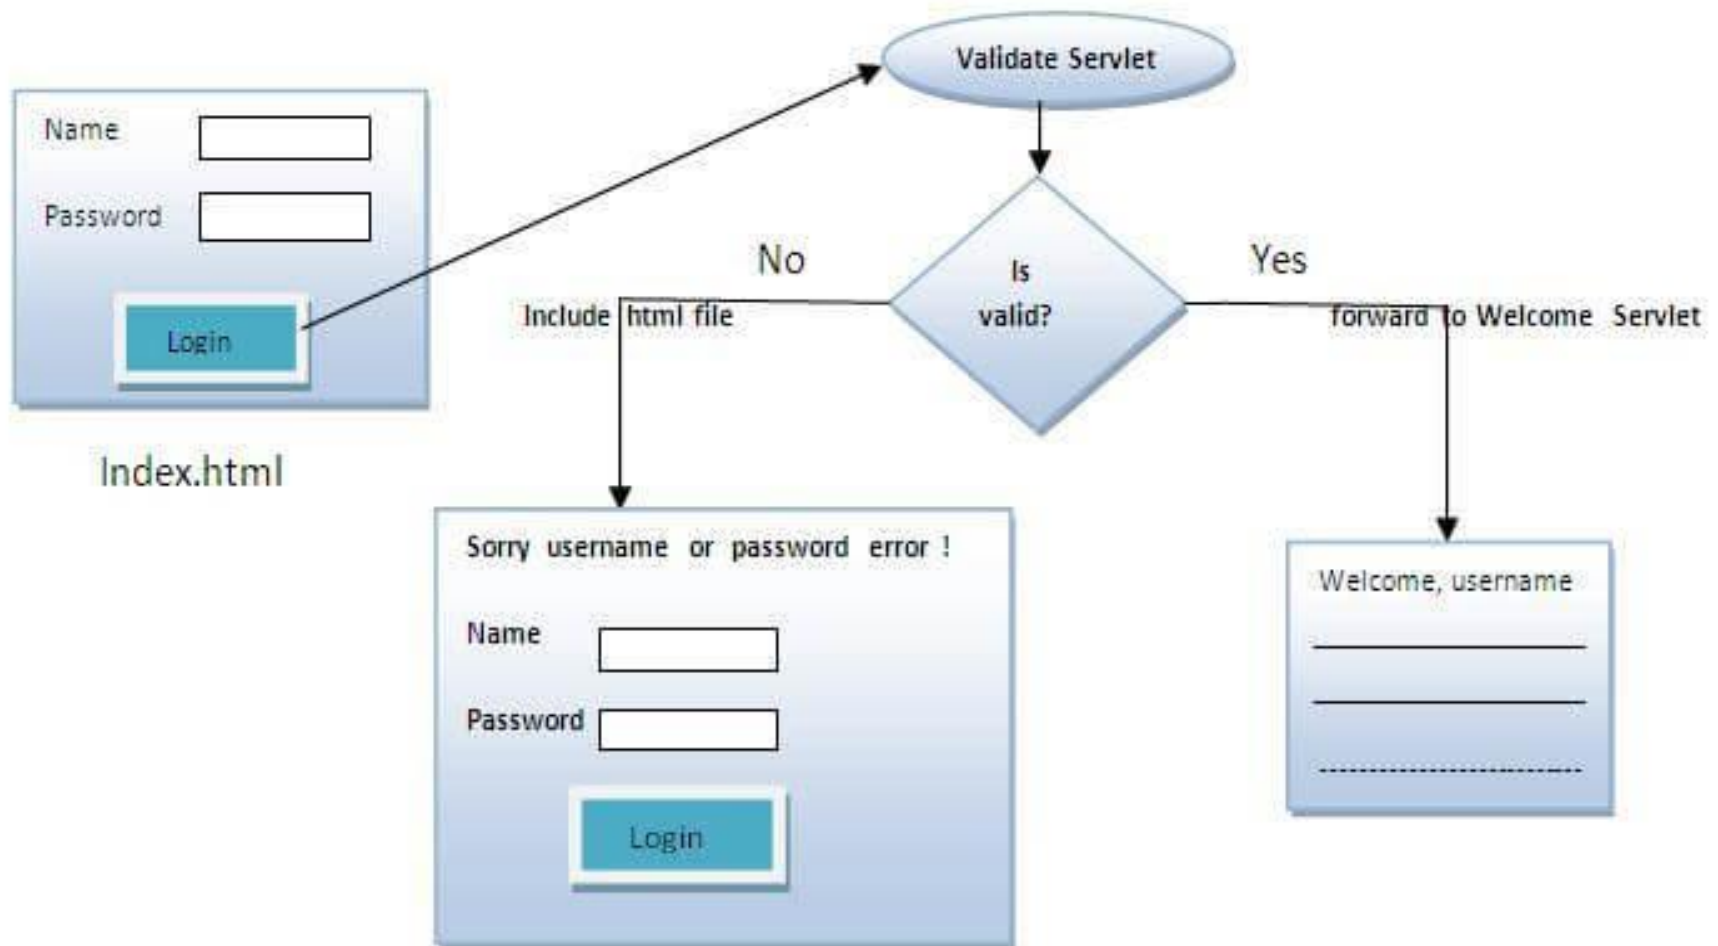 Validate Servlet
Name
Password
Login
Index.html
Is
valid?
No
Include html file
Yes
forward to Welcome Servlet
Sorry username or password error !
Name
Password
Login
Welcome, username